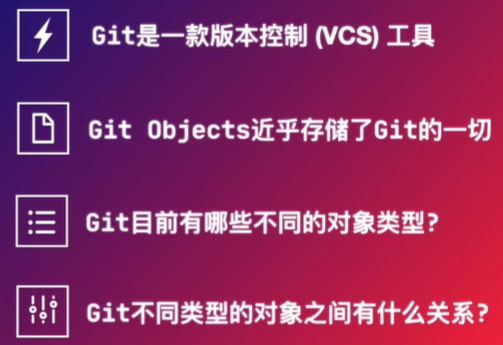 Git是一款版本控制 (VCS) 工具
Git Objects近乎存储了Git的一切
Git目前有哪些不同的对象类型?
Git不同类型的对象之间有什么关系?